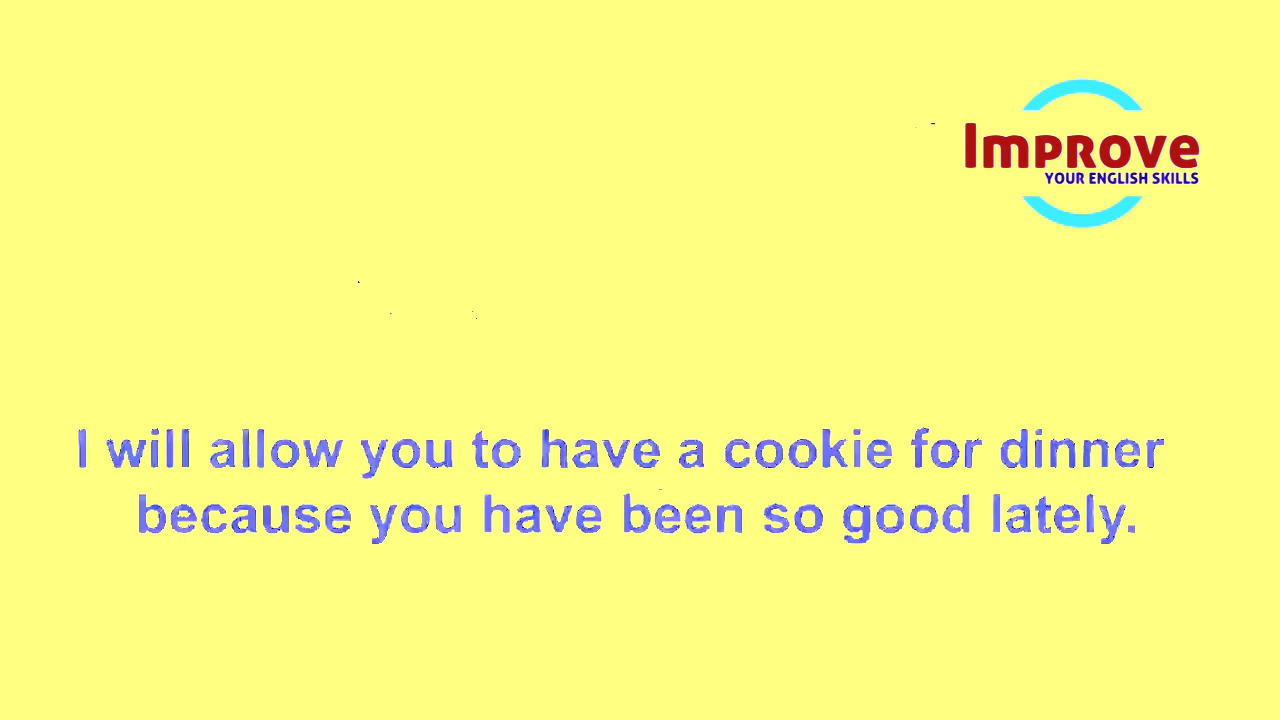 Improve
YOUR ENGLISH SKILLS
I will allow you to have a cookie for dinner
because you have been so good lately.